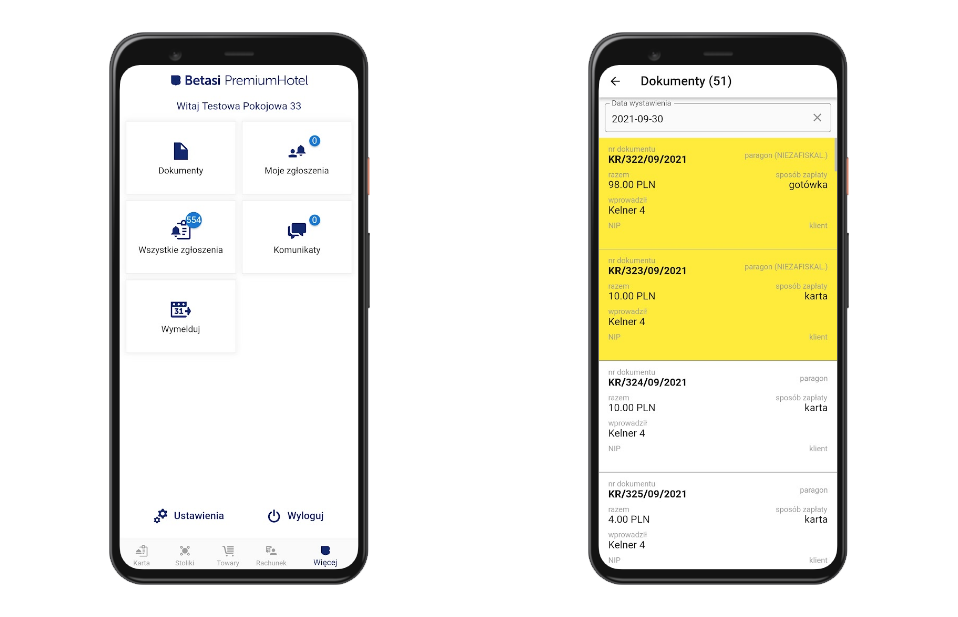 Betasi PremiumHotel
Witaj Testowa Pokojowa 33
Dokumenty
0
Moje zgłoszenia
554
Wszystkie zgłoszenia
0
Komunikaty
31
Wymelduj
Ustawienia
Wyloguj
Karta
Stoliki
Towary
Rachunek
Więcej
Dokumenty (51)
Data wystawienia
2021-09-30
nr dokumentu
KR/322/09/2021
paragon (NIEZAFISKAL.)
razem
sposób zapłaty
98.00 PLN
gotówka
wprowadził
Kelner 4
NIP
klient
nr dokumentu
KR/323/09/2021
paragon (NIEZAFISKAL.)
razem
sposób zapłaty
10.00 PLN
karta
wprowadził
Kelner 4
NIP
klient
nr dokumentu
KR/324/09/2021
paragon
razem
sposób zapłaty
10.00 PLN
karta
wprowadził
Kelner 4
NIP
klient
nr dokumentu
KR/325/09/2021
paragon
razem
sposób zapłaty
4.00 PLN
karta
wprowadził
Kelner 4
NIP
klient